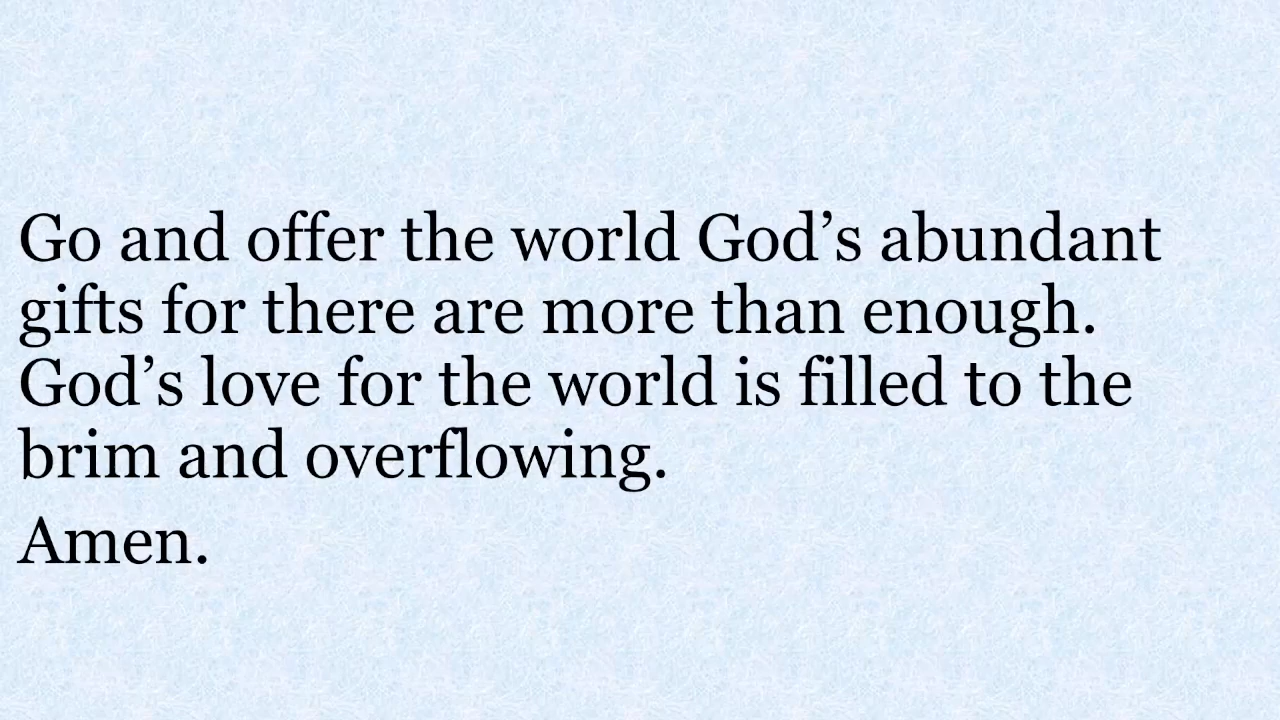 Go and offer the world God’s abundant
gifts for there are more than enough.
God’s love for the world is filled to the
brim and overflowing.
Amen.